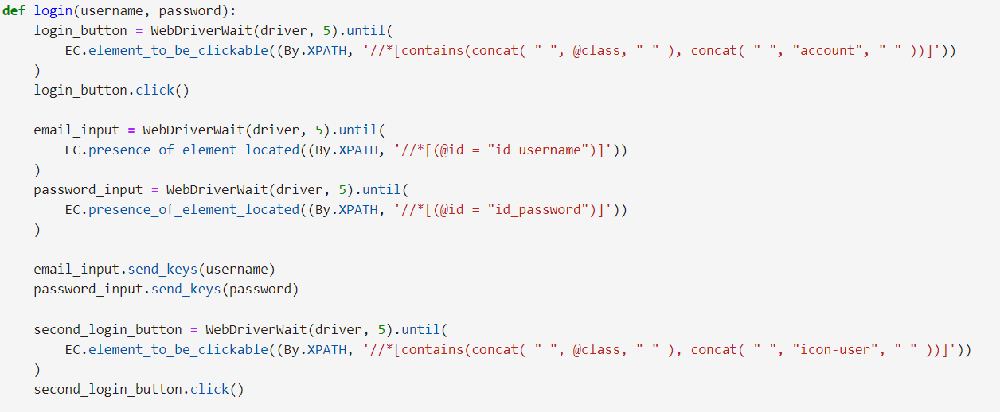 def login(username, password):
    login_button = WebDriverWait(driver, 5).until(
        EC.element_to_be_clickable((By.XPATH, '//*[contains(concat( " ", @class, " " ), concat( " ", "account", " " ))]'))
    )
    login_button.click()

    email_input = WebDriverWait(driver, 5).until(
        EC.presence_of_element_located((By.XPATH, '//*[(@id = "id_username")]'))
    )
    password_input = WebDriverWait(driver, 5).until(
        EC.presence_of_element_located((By.XPATH, '//*[(@id = "id_password")]'))
    )

    email_input.send_keys(username)
    password_input.send_keys(password)

    second_login_button = WebDriverWait(driver, 5).until(
        EC.element_to_be_clickable((By.XPATH, '//*[contains(concat( " ", @class, " " ), concat( " ", "icon-user", " " ))]'))
    )
    second_login_button.click()